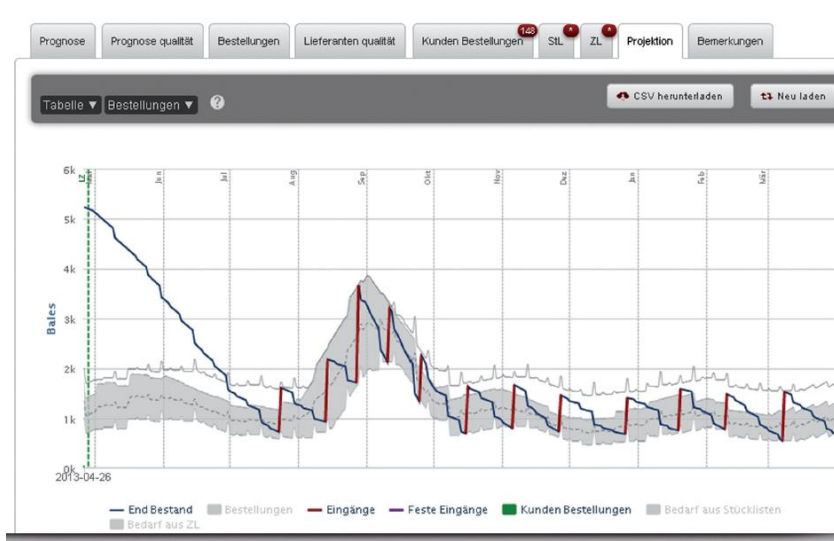 Prognose Prognose qualität Bestellungen Lieferanten qualität Kunden Bestellungen 148 StL * ZL * Projektion Bemerkungen
Tabelle ▼ Bestellungen ▼ ? CSV herunterladen Neu laden
6k
LZ
Jun Jul Aug Sep Okt Nov Dez Jan Feb Mär
5k
4k
3k
Bales
2k
1k
0k
2013-04-26
End Bestand Bestellungen Eingänge Feste Eingänge Kunden Bestellungen Bedarf aus Stücklisten
Bedarf aus ZL